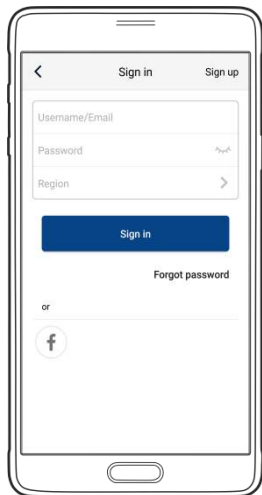 Sign in Sign up
Username/Email
Password
Region
Sign in
Forgot password
or
f